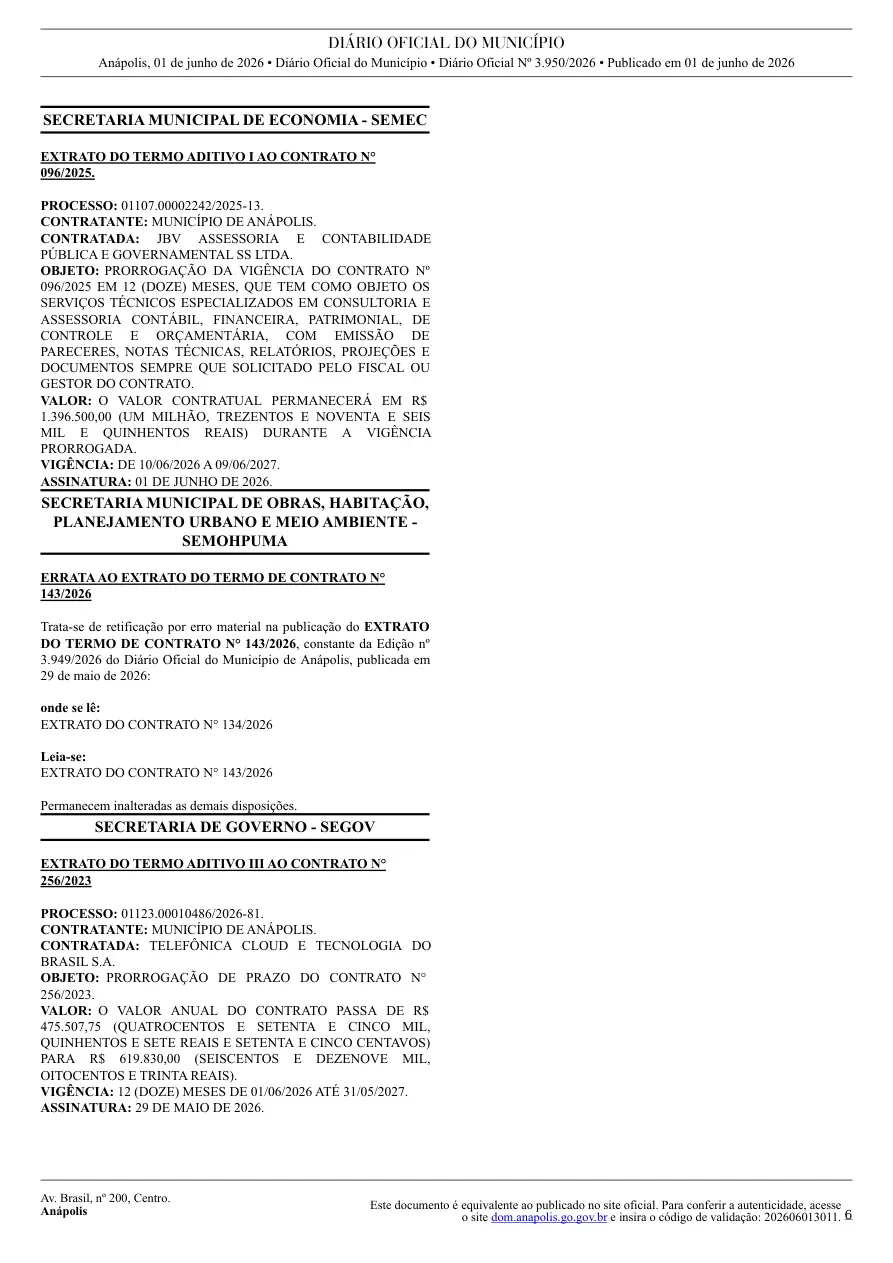 DIÁRIO OFICIAL DO MUNICÍPIO
Anápolis, 01 de junho de 2026 • Diário Oficial do Município • Diário Oficial Nº 3.950/2026 • Publicado em 01 de junho de 2026
SECRETARIA MUNICIPAL DE ECONOMIA - SEMEC
EXTRATO DO TERMO ADITIVO I AO CONTRATO N°
096/2025.
PROCESSO: 01107.00002242/2025-13.
CONTRATANTE: MUNICÍPIO DE ANÁPOLIS.
CONTRATADA: JBV ASSESSORIA E CONTABILIDADE
PÚBLICA E GOVERNAMENTAL SS LTDA.
OBJETO: PRORROGAÇÃO DA VIGÊNCIA DO CONTRATO Nº
096/2025 EM 12 (DOZE) MESES, QUE TEM COMO OBJETO OS
SERVIÇOS TÉCNICOS ESPECIALIZADOS EM CONSULTORIA E
ASSESSORIA CONTÁBIL, FINANCEIRA, PATRIMONIAL, DE
CONTROLE E ORÇAMENTÁRIA, COM EMISSÃO DE
PARECERES, NOTAS TÉCNICAS, RELATÓRIOS, PROJEÇÕES E
DOCUMENTOS SEMPRE QUE SOLICITADO PELO FISCAL OU
GESTOR DO CONTRATO.
VALOR: O VALOR CONTRATUAL PERMANECERÁ EM R$
1.396.500,00 (UM MILHÃO, TREZENTOS E NOVENTA E SEIS
MIL E QUINHENTOS REAIS) DURANTE A VIGÊNCIA
PRORROGADA.
VIGÊNCIA: DE 10/06/2026 A 09/06/2027.
ASSINATURA: 01 DE JUNHO DE 2026.
SECRETARIA MUNICIPAL DE OBRAS, HABITAÇÃO,
PLANEJAMENTO URBANO E MEIO AMBIENTE -
SEMOHPUMA
ERRATA AO EXTRATO DO TERMO DE CONTRATO N°
143/2026
Trata-se de retificação por erro material na publicação do EXTRATO
DO TERMO DE CONTRATO N° 143/2026, constante da Edição nº
3.949/2026 do Diário Oficial do Município de Anápolis, publicada em
29 de maio de 2026:
onde se lê:
EXTRATO DO CONTRATO N° 134/2026
Leia-se:
EXTRATO DO CONTRATO N° 143/2026
Permanecem inalteradas as demais disposições.
SECRETARIA DE GOVERNO - SEGOV
EXTRATO DO TERMO ADITIVO III AO CONTRATO N°
256/2023
PROCESSO: 01123.00010486/2026-81.
CONTRATANTE: MUNICÍPIO DE ANÁPOLIS.
CONTRATADA: TELEFÔNICA CLOUD E TECNOLOGIA DO
BRASIL S.A.
OBJETO: PRORROGAÇÃO DE PRAZO DO CONTRATO N°
256/2023.
VALOR: O VALOR ANUAL DO CONTRATO PASSA DE R$
475.507,75 (QUATROCENTOS E SETENTA E CINCO MIL,
QUINHENTOS E SETE REAIS E SETENTA E CINCO CENTAVOS)
PARA R$ 619.830,00 (SEISCENTOS E DEZENOVE MIL,
OITOCENTOS E TRINTA REAIS).
VIGÊNCIA: 12 (DOZE) MESES DE 01/06/2026 ATÉ 31/05/2027.
ASSINATURA: 29 DE MAIO DE 2026.
Av. Brasil, nº 200, Centro.
Anápolis
Este documento é equivalente ao publicado no site oficial. Para conferir a autenticidade, acesse
o site dom.anapolis.go.gov.br e insira o código de validação: 202606013011. 6